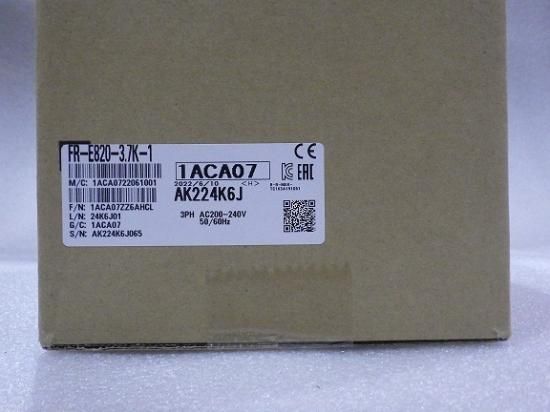 FR-E820-3.7K-1
1ACA07
CE
EAC
M/C: 1ACA0722061001
2022/6/10 <H>
AK224K6J
F/N: 1ACA07ZZ6AHCL
L/N: 24K6J01
G/C: 1ACA07
S/N: AK224K6J065
3PH AC200-240V
50/60Hz